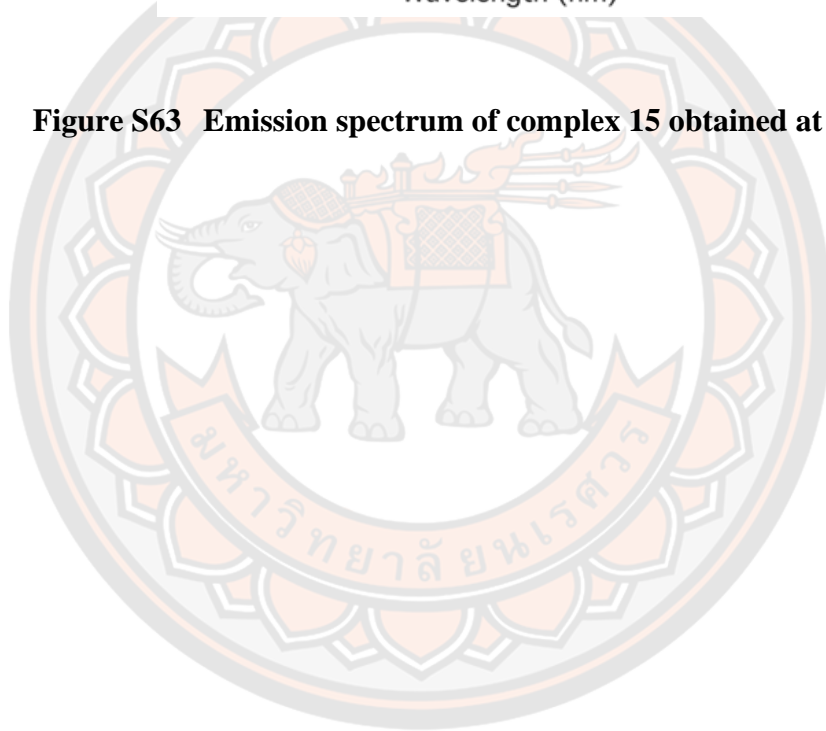 Wavelength (nm)
Figure S63 Emission spectrum of complex 15 obtained at
มหาวิทยาลัยนเรศวร